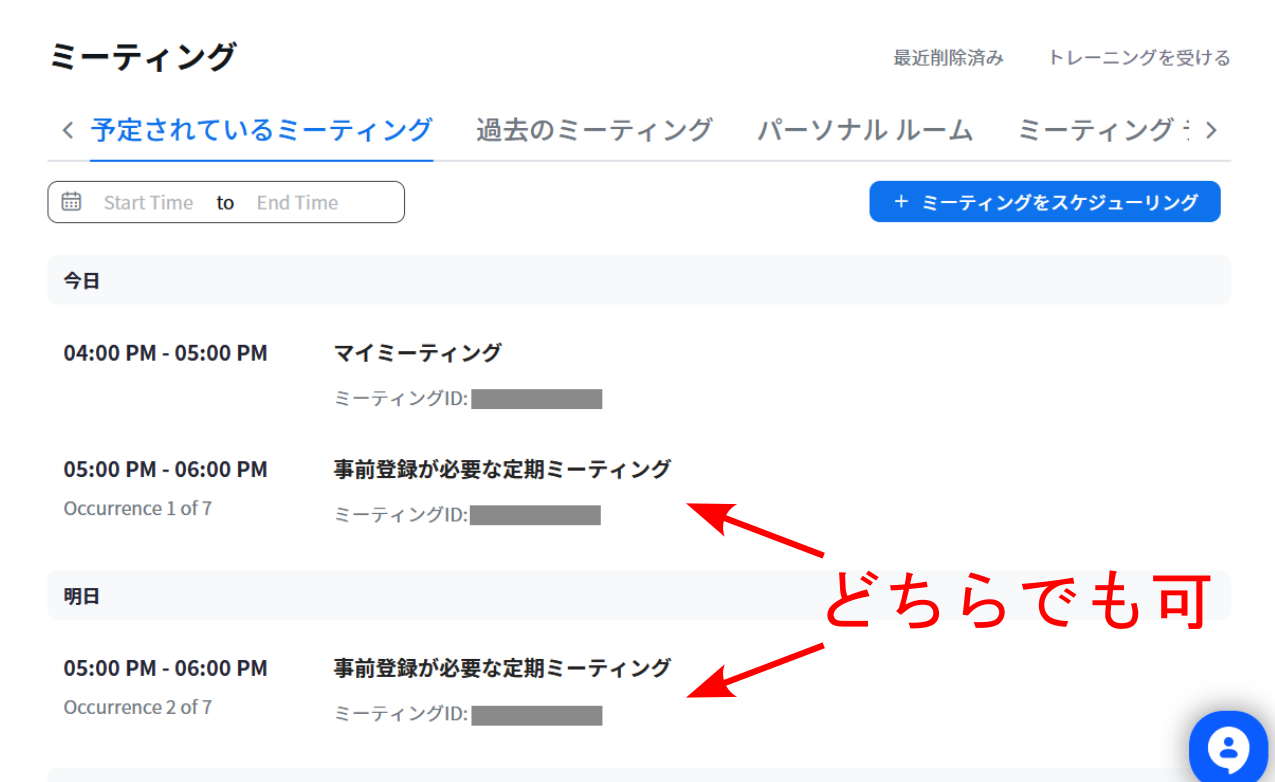 ミーティング
最近削除済み トレーニングを受ける
予定されているミーティング 過去のミーティング パーソナル ルーム ミーティング
Start Time to End Time
+ ミーティングをスケジューリング
今日
04:00 PM - 05:00 PM マイミーティング
ミーティングID:
05:00 PM - 06:00 PM 事前登録が必要な定期ミーティング
Occurrence 1 of 7 ミーティングID:
どちらでも可
明日
05:00 PM - 06:00 PM 事前登録が必要な定期ミーティング
Occurrence 2 of 7 ミーティングID: